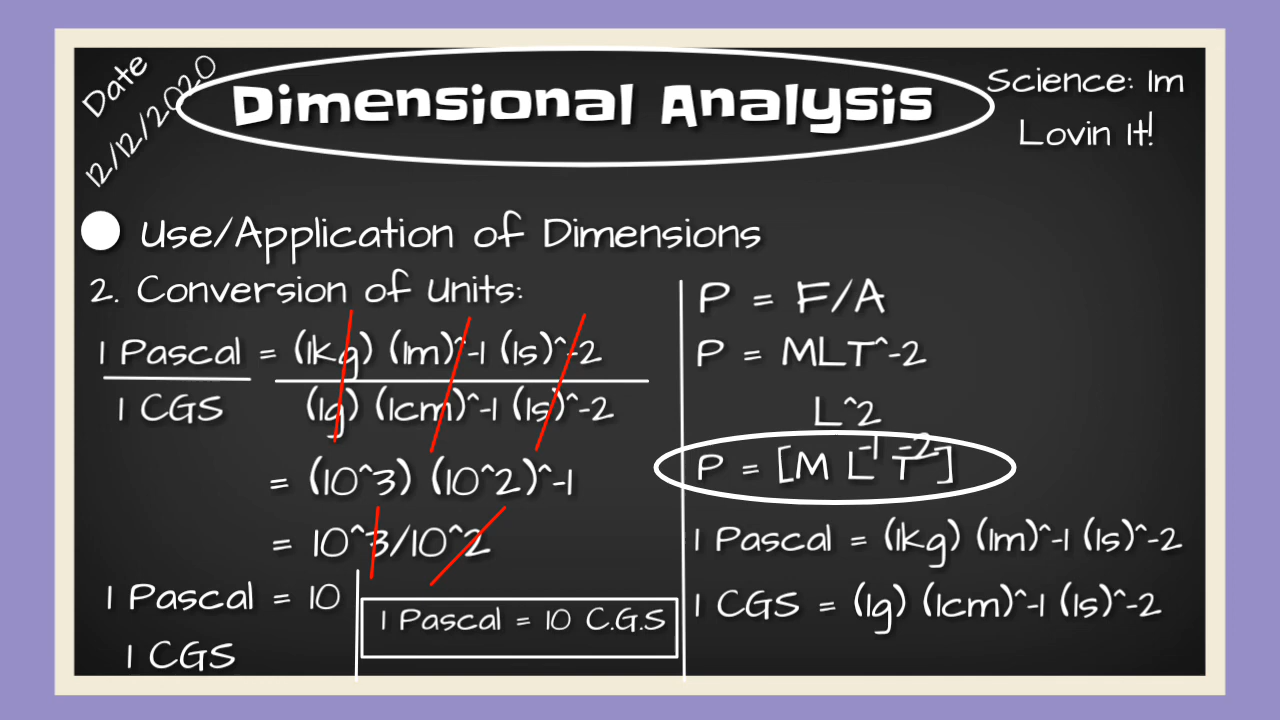 Date
12/12/2020
Dimensional Analysis
Science: Im
Lovin It!
Use/Application of Dimensions
2. Conversion of Units:
1 Pascal = (1kg) (1m)^-1 (1s)^-2
1 CGS (1g) (1cm)^-1 (1s)^-2
= (10^3) (10^2)^-1
= 10^3/10^2
1 Pascal = 10
1 CGS
1 Pascal = 10 C.G.S
P = F/A
P = MLT^-2
L^2
P = [M L^-1 T^-2]
1 Pascal = (1kg) (1m)^-1 (1s)^-2
1 CGS = (1g) (1cm)^-1 (1s)^-2